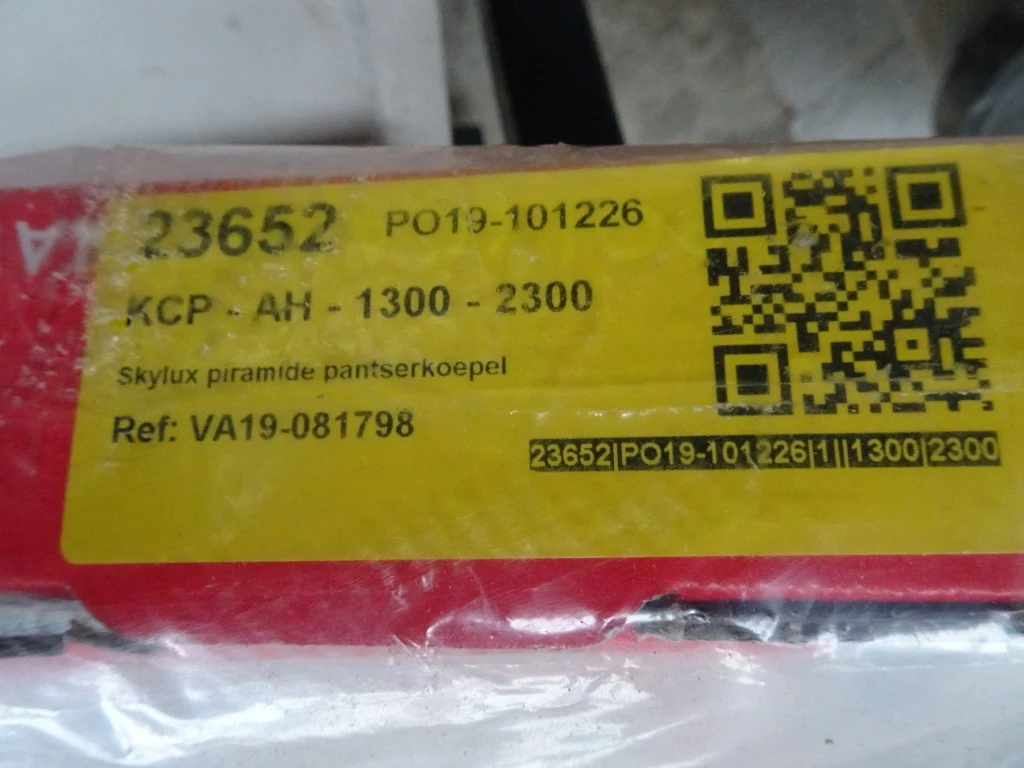 23652 PO19-101226
KCP - AH - 1300 - 2300
Skylux piramide pantserkoepel
Ref: VA19-081798
23652|PO19-101226|1||1300|2300